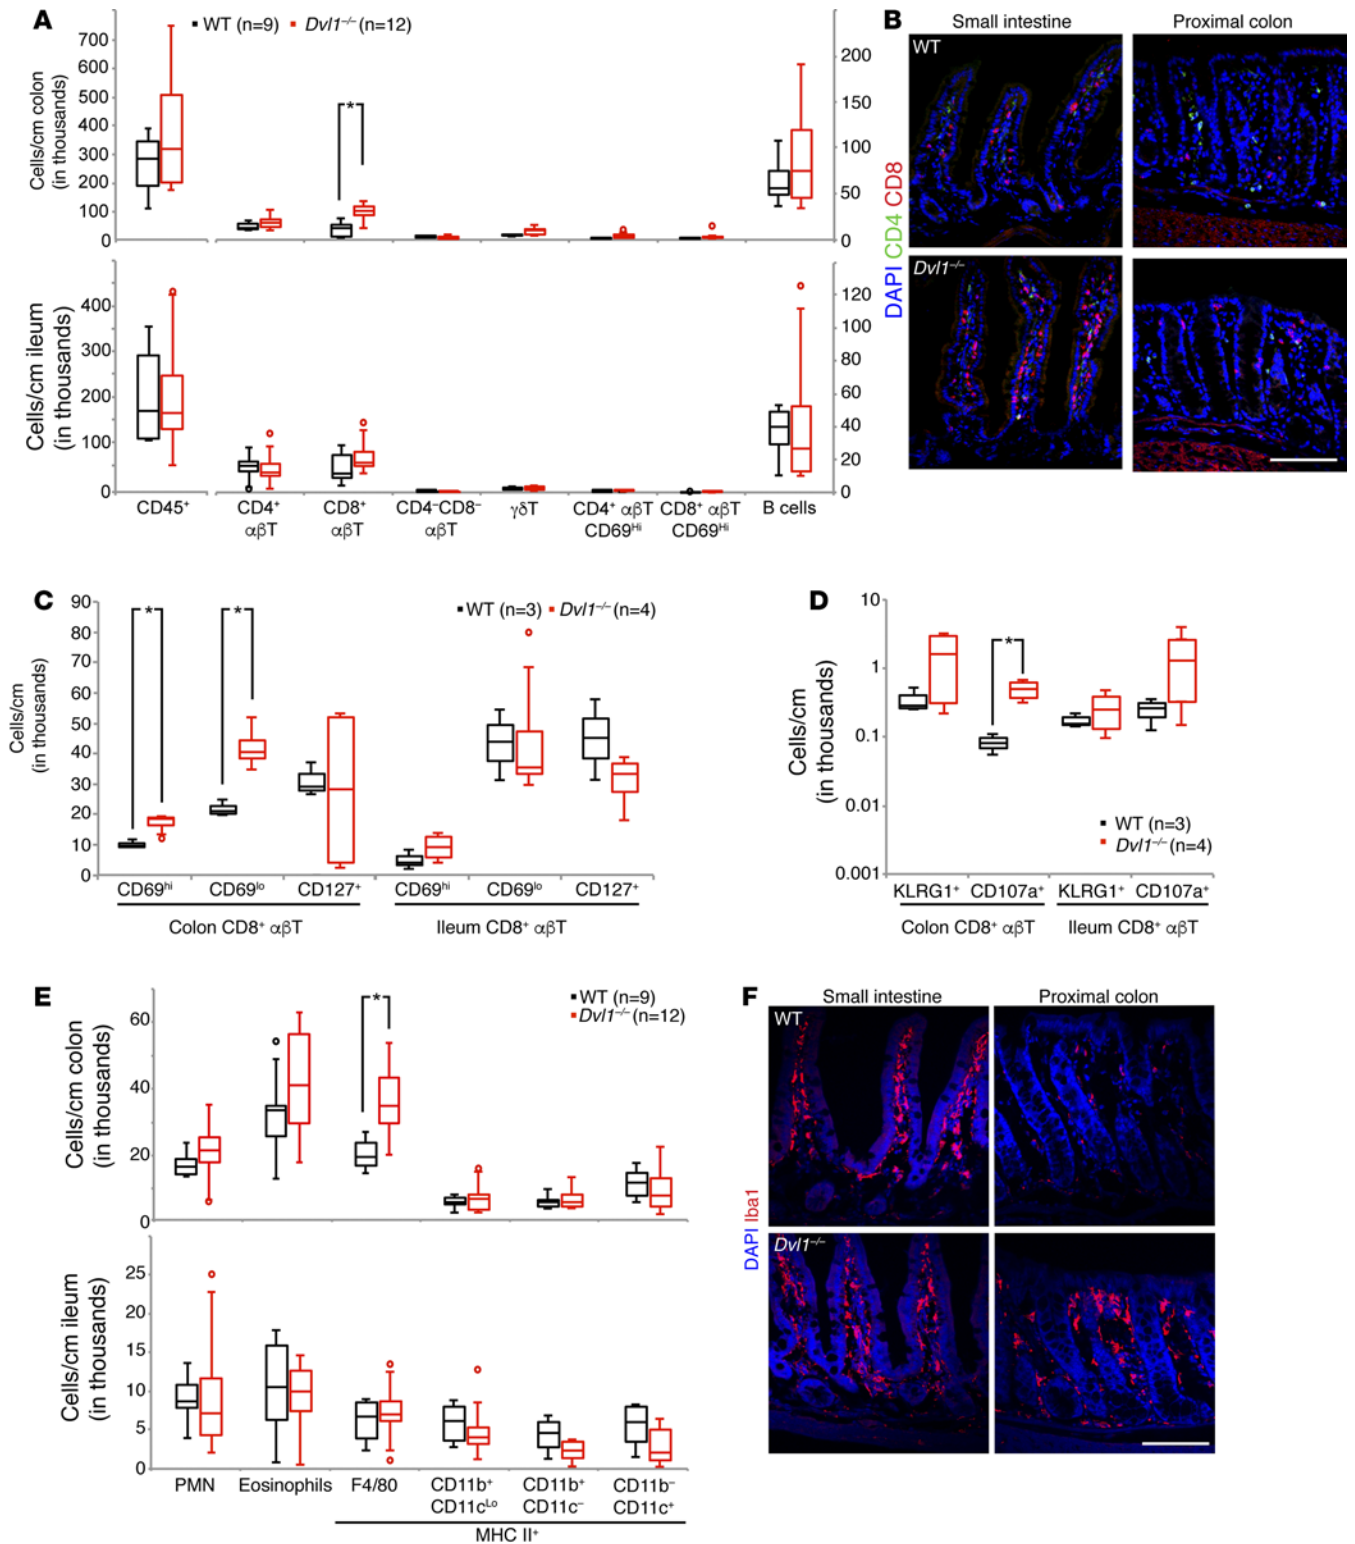 A
WT (n=9) Dvl1–/– (n=12)
Cells/cm colon
(in thousands)
700
600
500
400
300
200
100
0
200
150
100
50
0
Cells/cm ileum
(in thousands)
400
300
200
100
0
120
100
80
60
40
20
0
CD45+
CD4+
αβT
CD8+
αβT
CD4–CD8–
αβT
γδT
CD4+ αβT
CD69Hi
CD8+ αβT
CD69Hi
B cells
*
B
Small intestine
Proximal colon
WT
Dvl1–/–
DAPI CD4 CD8
C
WT (n=3) Dvl1–/– (n=4)
Cells/cm
(in thousands)
90
80
70
60
50
40
30
20
10
0
*
*
CD69hi
CD69lo
CD127+
CD69hi
CD69lo
CD127+
Colon CD8+ αβT
Ileum CD8+ αβT
D
Cells/cm
(in thousands)
10
1
0.1
0.01
0.001
*
WT (n=3)
Dvl1–/– (n=4)
KLRG1+ CD107a+ KLRG1+ CD107a+
Colon CD8+ αβT
Ileum CD8+ αβT
E
WT (n=9)
Dvl1–/– (n=12)
Cells/cm colon
(in thousands)
60
40
20
0
*
Cells/cm ileum
(in thousands)
25
20
15
10
5
0
PMN
Eosinophils
F4/80
CD11b+
CD11cLo
CD11b+
CD11c–
CD11b–
CD11c+
MHC II+
F
Small intestine
Proximal colon
WT
Dvl1–/–
DAPI Iba1